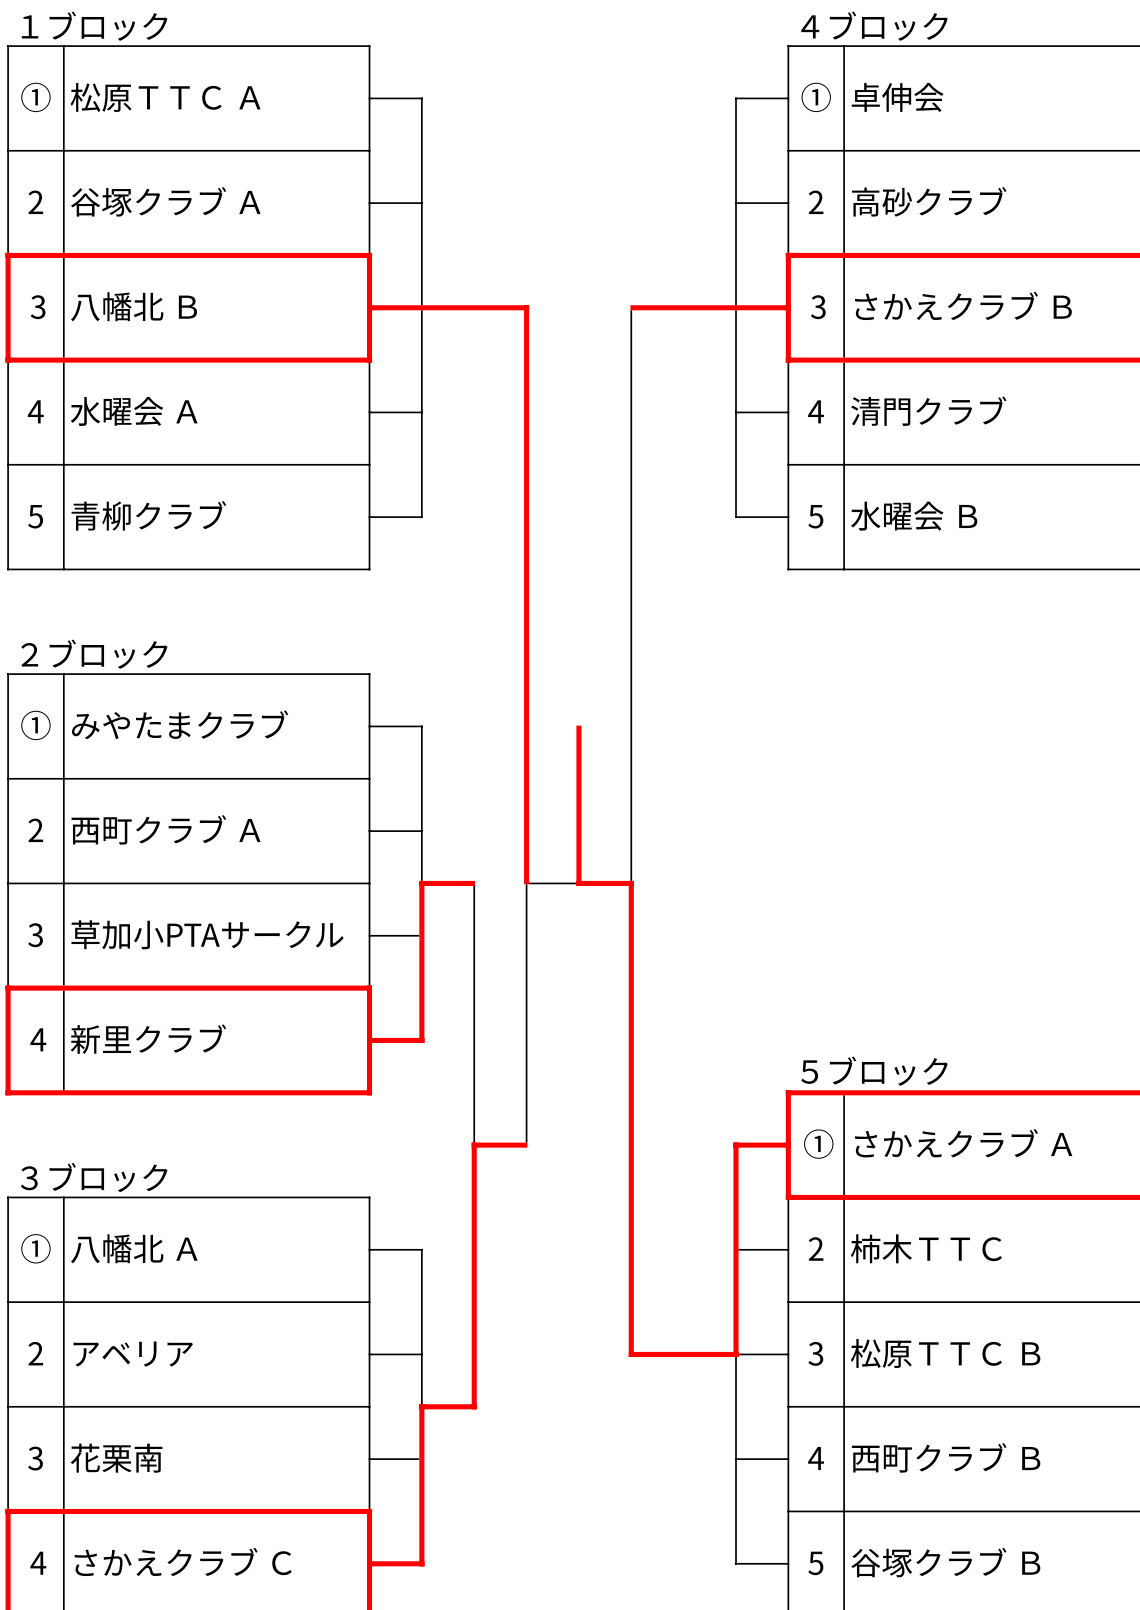 １ブロック
① 松原ＴＴＣ A
2 谷塚クラブ A
3 八幡北 B
4 水曜会 A
5 青柳クラブ
２ブロック
① みやたまクラブ
2 西町クラブ A
3 草加小PTAサークル
4 新里クラブ
３ブロック
① 八幡北 A
2 アベリア
3 花栗南
4 さかえクラブ C
４ブロック
① 卓伸会
2 高砂クラブ
3 さかえクラブ B
4 清門クラブ
5 水曜会 B
５ブロック
① さかえクラブ A
2 柿木ＴＴＣ
3 松原ＴＴＣ B
4 西町クラブ B
5 谷塚クラブ B